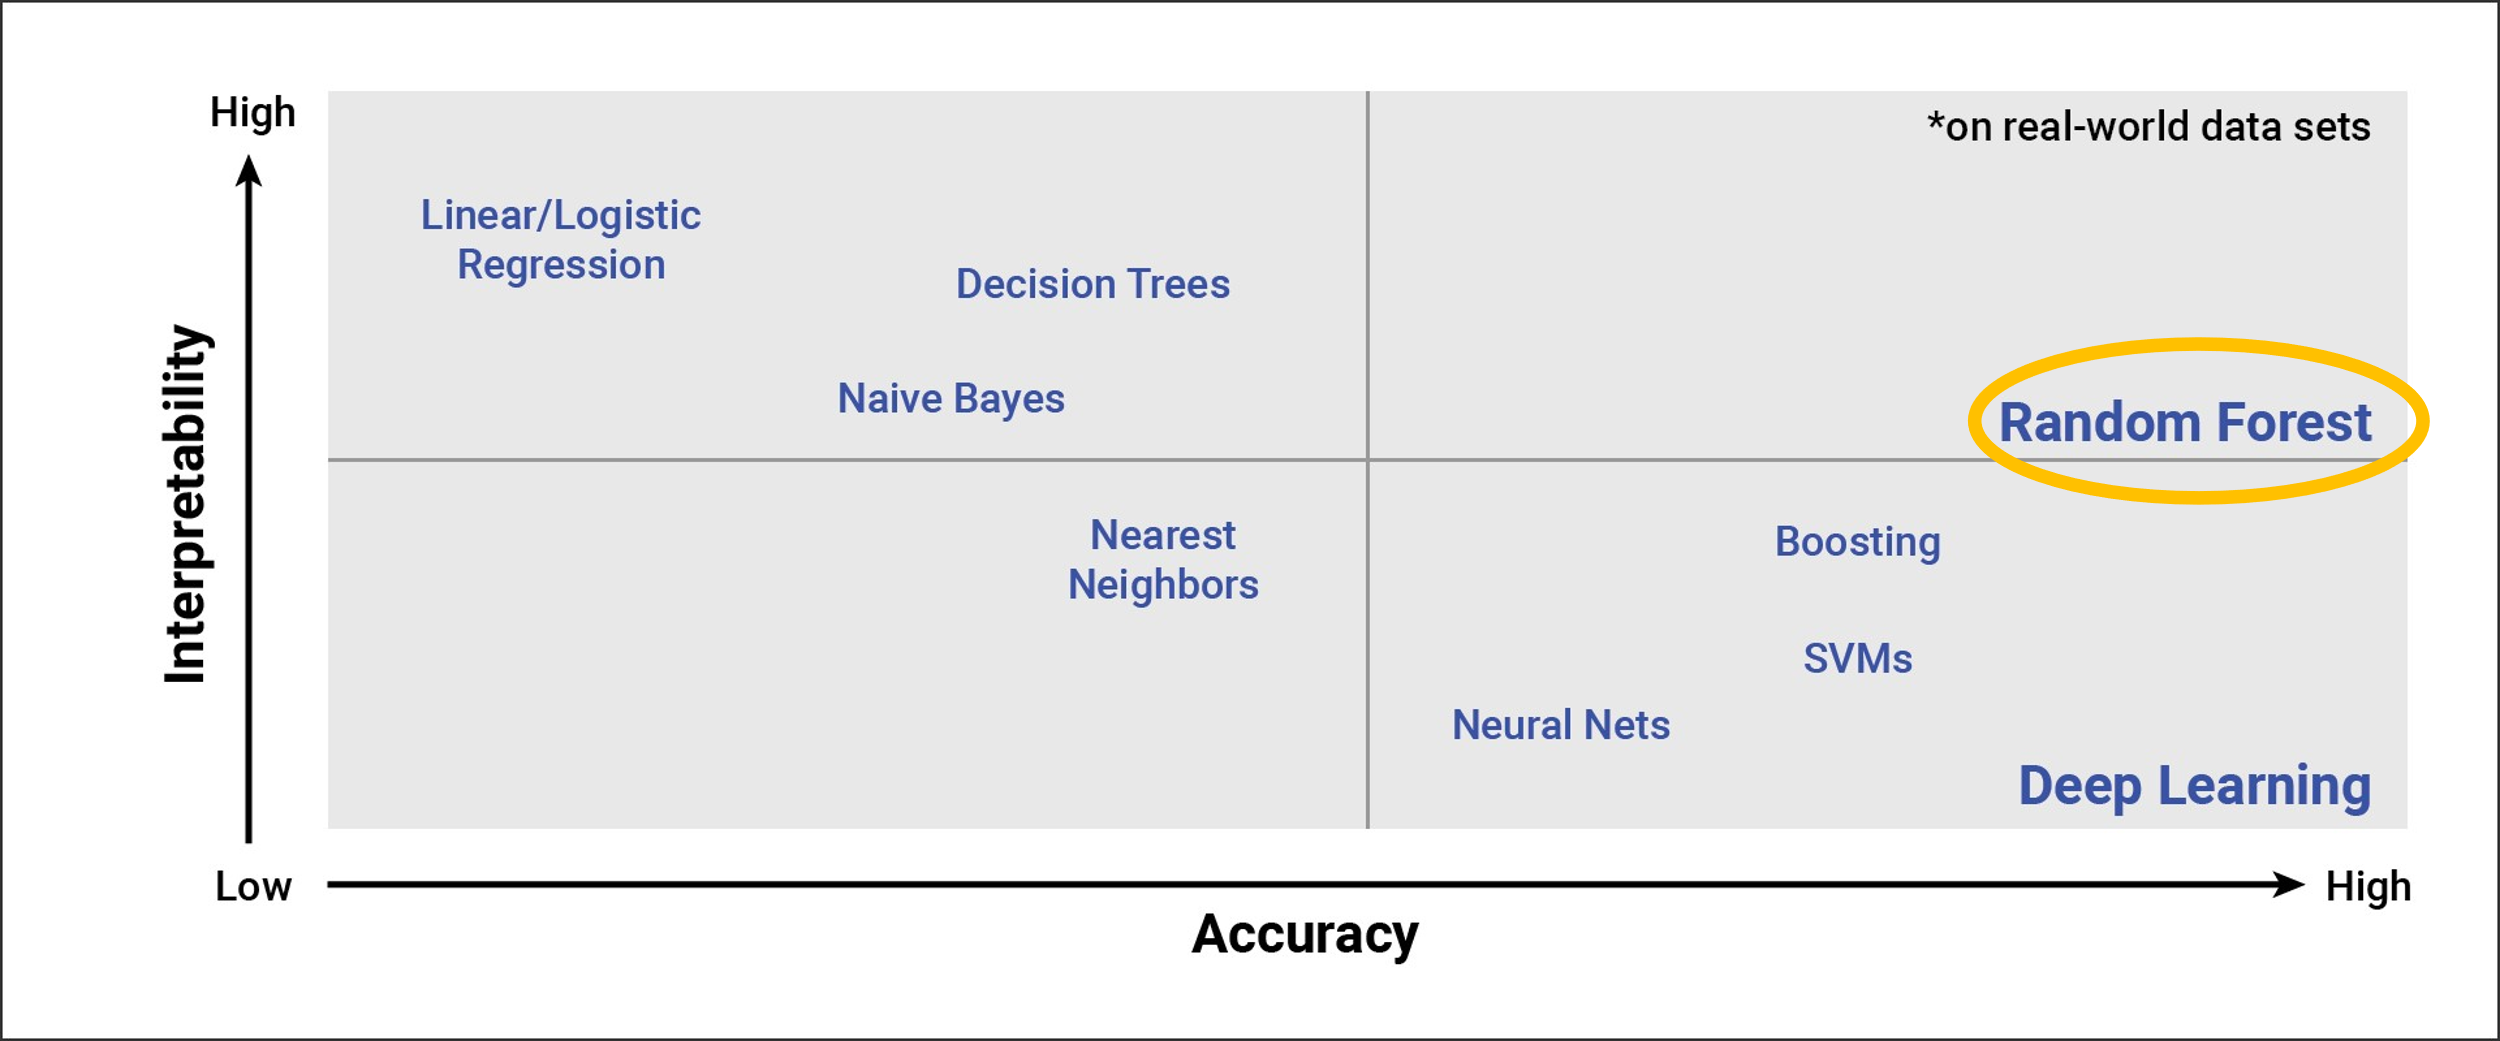 High
*on real-world data sets
Linear/Logistic
Regression
Decision Trees
Naive Bayes
Random Forest
Interpretability
Nearest
Neighbors
Boosting
SVMs
Neural Nets
Deep Learning
Low
High
Accuracy